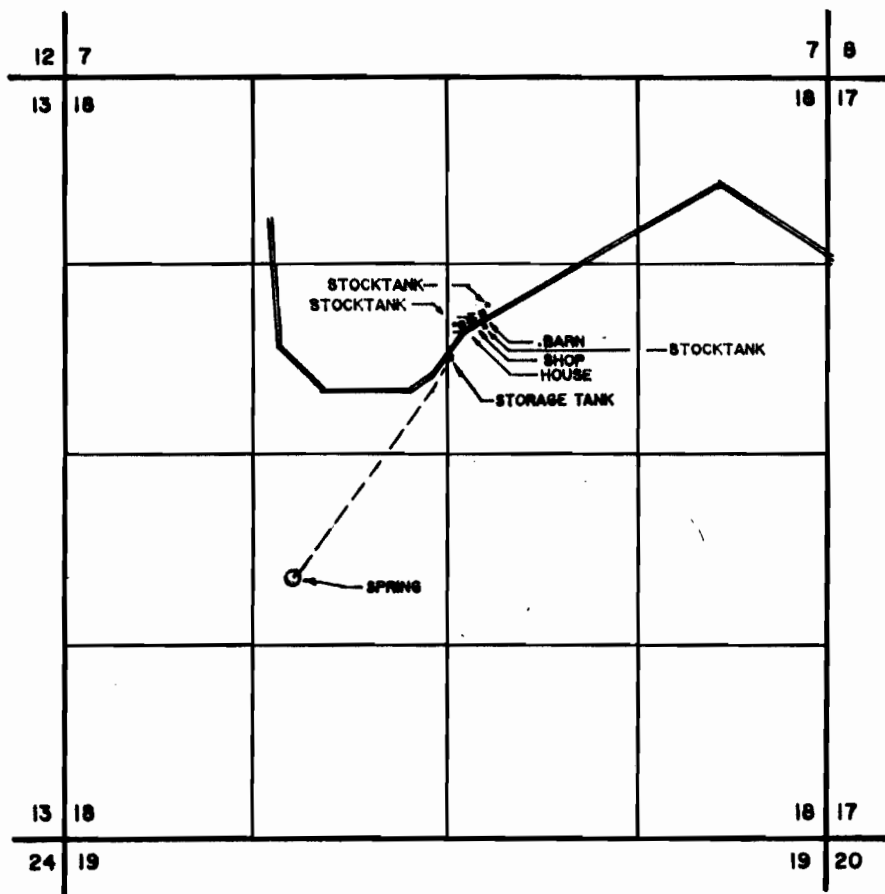 12 7
7 8
13 18
18 17
STOCKTANK
STOCKTANK
.BARN
STOCKTANK
SHOP
HOUSE
STORAGE TANK
SPRING
13 18
18 17
24 19
19 20